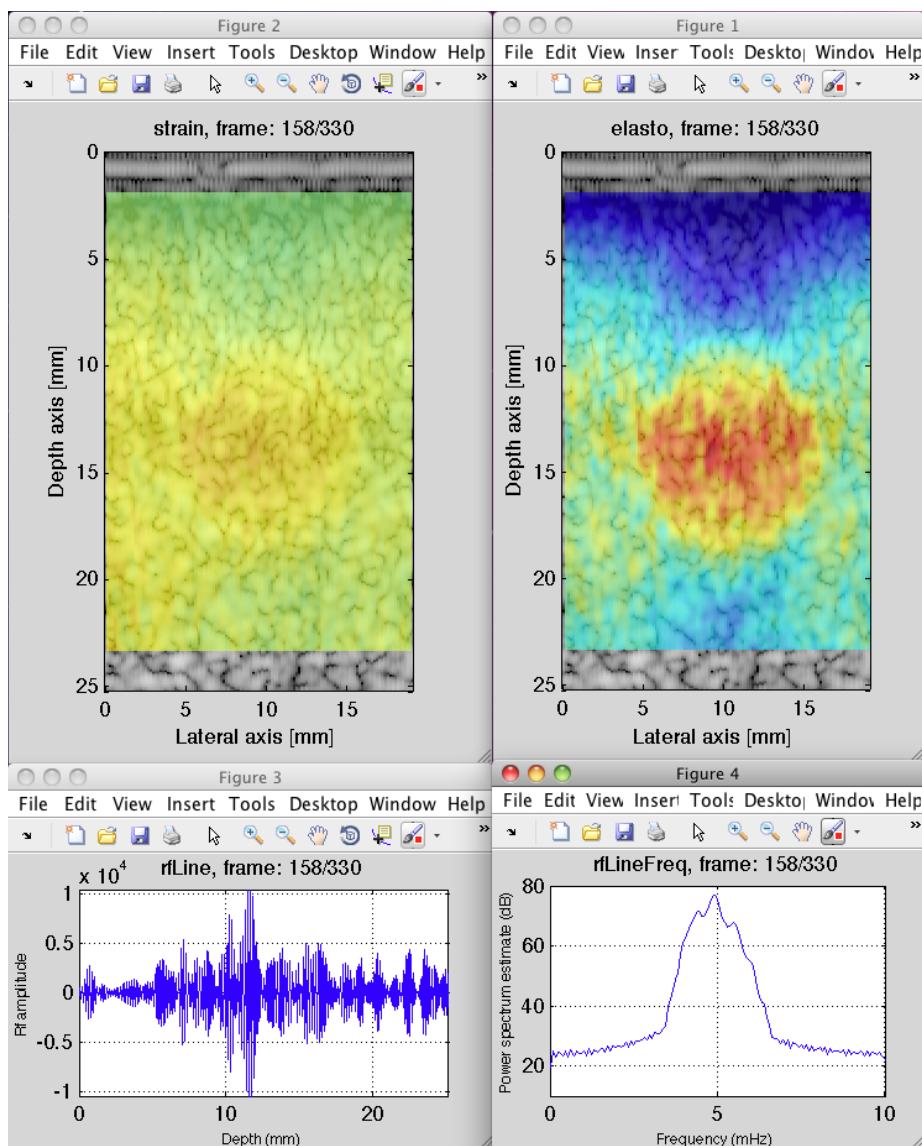 Figure 2
File Edit View Insert Tools Desktop Window Help
»
strain, frame: 158/330
0
5
10
15
20
25
Depth axis [mm]
0 5 10 15
Lateral axis [mm]
Figure 1
File Edit View Inser Tools Desktop Window Help
»
elasto, frame: 158/330
0
5
10
15
20
25
Depth axis [mm]
0 5 10 15
Lateral axis [mm]
Figure 3
File Edit View Insert Tools Desktop Window Help
»
x 10^4
rfLine, frame: 158/330
1
0.5
0
-0.5
-1
Rf amplitude
0 10 20
Depth (mm)
Figure 4
File Edit View Insert Tools Desktop Window Help
»
rfLineFreq, frame: 158/330
80
60
40
20
Power spectrum estimate (dB)
0 5 10
Frequency (mHz)